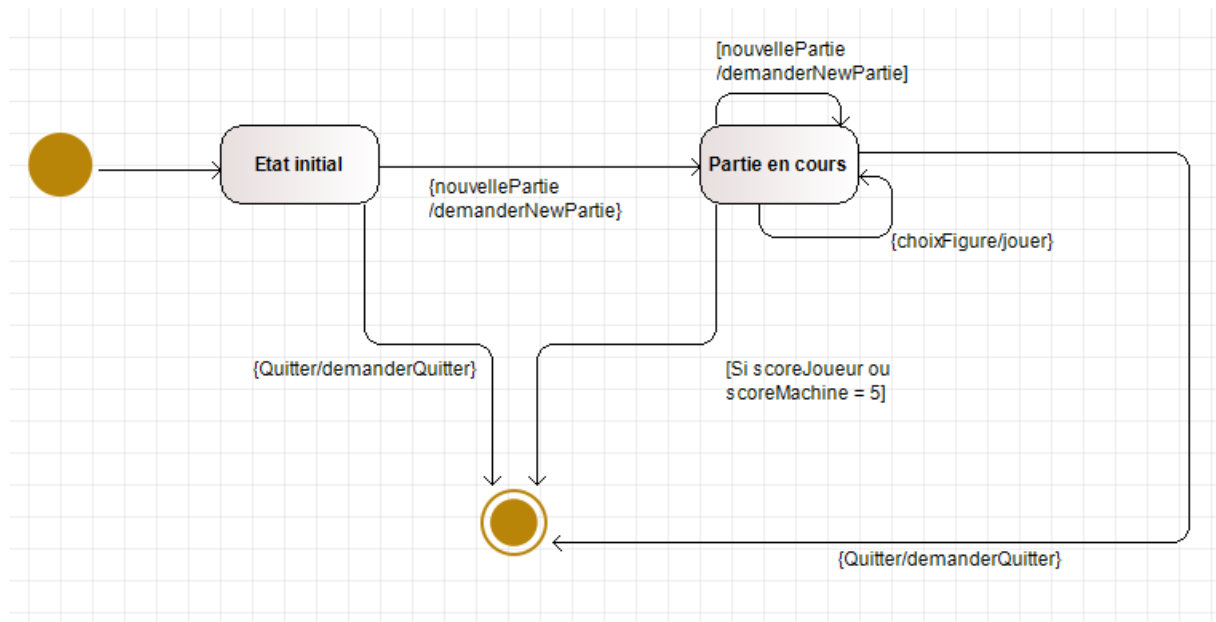 [nouvellePartie
/demanderNewPartie]
Etat initial
Partie en cours
{nouvellePartie
/demanderNewPartie}
{choixFigure/jouer}
{Quitter/demanderQuitter}
[Si scoreJoueur ou
scoreMachine = 5]
{Quitter/demanderQuitter}